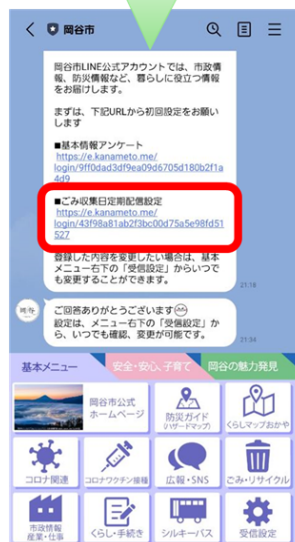 岡谷市
岡谷市LINE公式アカウントでは、市政情
報、防災情報など、暮らしに役立つ情報
をお届けします。
まずは、下記URLから初回設定をお願い
します
■基本情報アンケート
https://e.kanameto.me/
login/9ff0dad3df9ea09d6705d180b2f1a
4d9
■ごみ収集日定期配信設定
https://e.kanameto.me/
login/43f98a81ab2f3bc00d75a5e98fd51
527
登録した内容を変更したい場合は、基本
メニュー右下の「受信設定」からいつで
も変更することができます。
21:18
ご回答ありがとうござい
ます
設定は、メニュー右下の「受信設定」か
ら、いつでも確認、変更が可能です。
21:34
基本メニュー
安全・安心、子育て
岡谷の魅力発見
岡谷市公式
ホームページ
防災ガイド
(ハザードマップ)
くらしマップおかや
コロナ関連
コロナワクチン接種
広報・SNS
ごみ・リサイクル
市政情報
産業・仕事
くらし・手続き
シルキーバス
受信設定